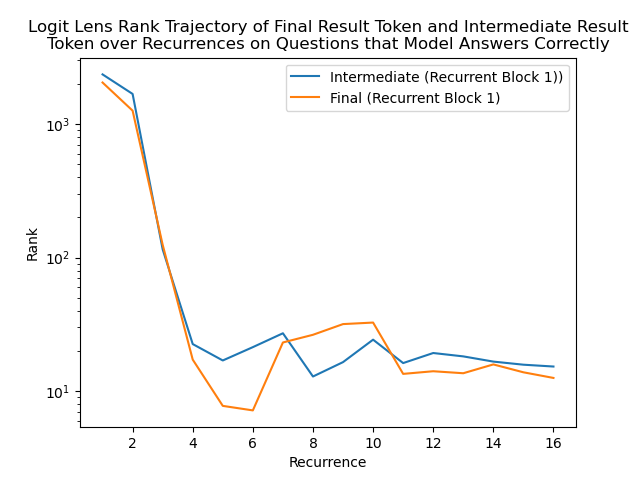 Logit Lens Rank Trajectory of Final Result Token and Intermediate Result
Token over Recurrences on Questions that Model Answers Correctly
Intermediate (Recurrent Block 1))
Final (Recurrent Block 1)
Rank
10³
10²
10¹
2 4 6 8 10 12 14 16
Recurrence